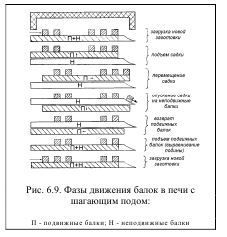 загрузка новой
заготовки
П+Н
подъем садки
П
Н
перемещение
садки
П
Н
опускание садки
на неподвижные
балки
Н
П
возврат
подвижных
балок
Н
П
подъем подвижных
балок (выравнивание
подины)
П+Н
загрузка новой
заготовки
П+Н
Рис. 6.9. Фазы движения балок в печи с
шагающим подом:
П - подвижные балки; Н - неподвижные балки